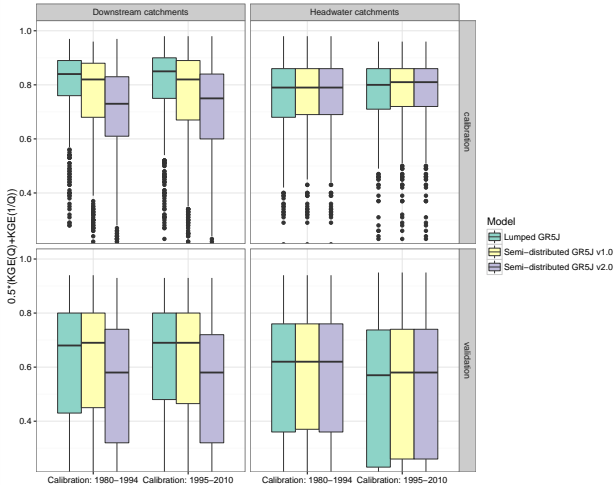 Downstream catchments
Headwater catchments
1.0
0.8
0.6
0.4
calibration
1.0
0.8
0.6
0.4
validation
0.5*(KGE(Q)+KGE(1/Q))
Calibration: 1980−1994
Calibration: 1995−2010
Calibration: 1980−1994
Calibration: 1995−2010
Model
Lumped GR5J
Semi−distributed GR5J v1.0
Semi−distributed GR5J v2.0